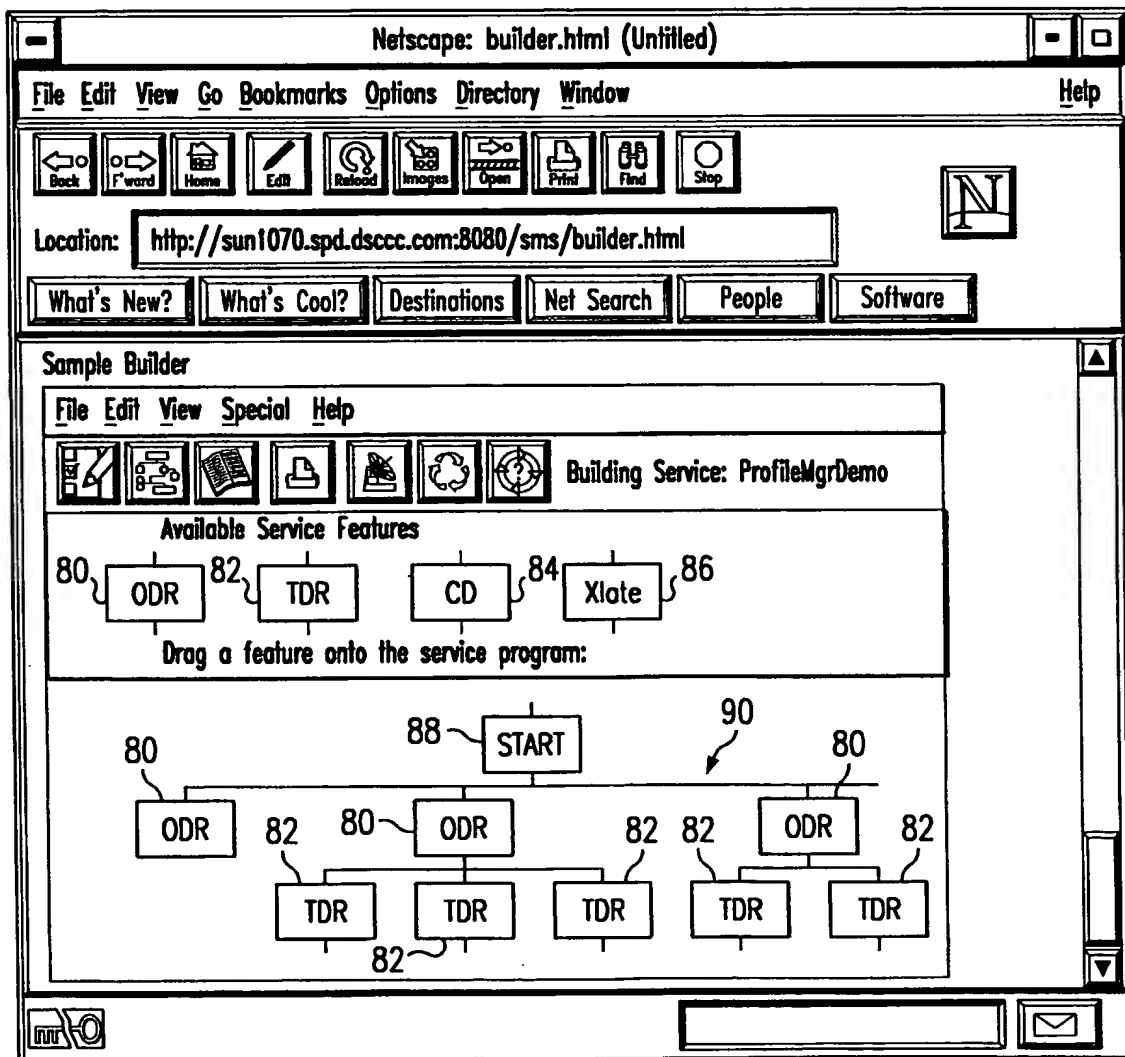 Netscape: builder.html (Untitled)
File Edit View Go Bookmarks Options Directory Window Help
Back F'ward Home Edit Reload Images Open Print Find Stop
N
Location: http://sun1070.spd.dsccc.com:8080/sms/builder.html
What's New? What's Cool? Destinations Net Search People Software
Sample Builder
File Edit View Special Help
? Building Service: ProfileMgrDemo
Available Service Features
80 ODR 82 TDR CD 84 Xlate 86
Drag a feature onto the service program:
88 START 90
80 ODR 80 ODR 80 ODR
82 TDR TDR 82 TDR 82 82 TDR TDR 82